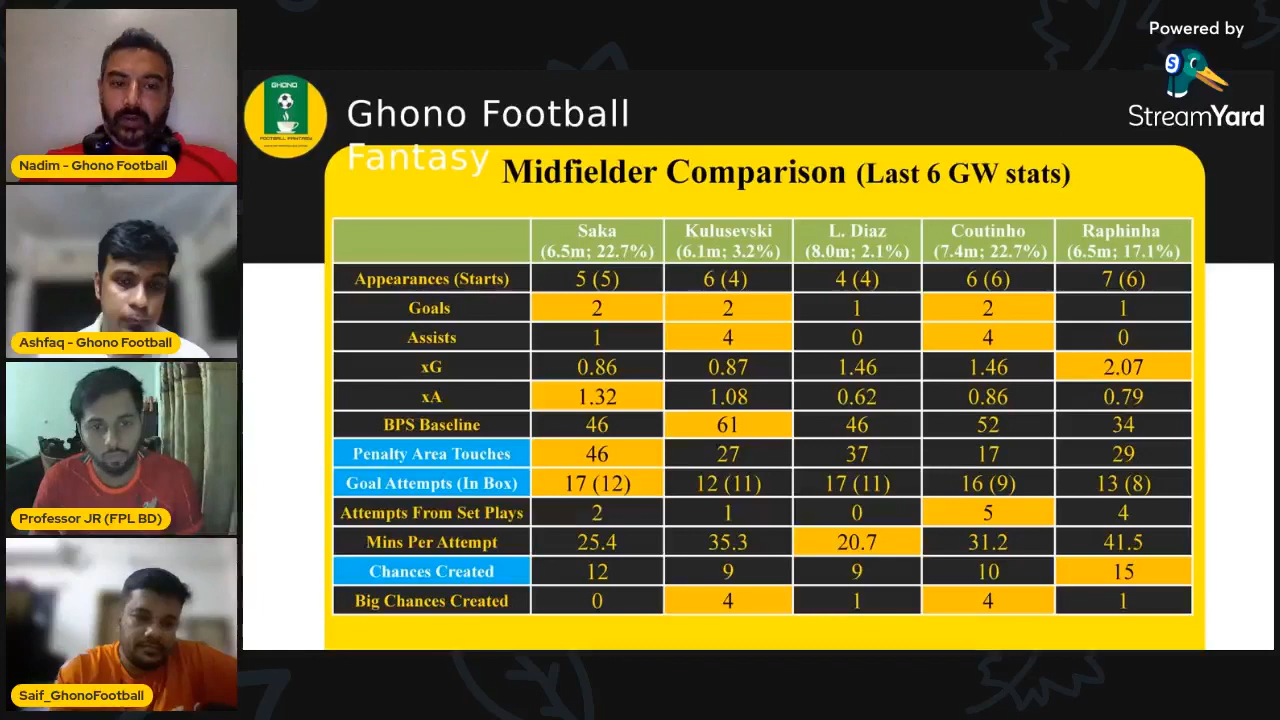 Nadim - Ghono Football
Ashfaq - Ghono Football
Professor JR (FPL BD)
Saif_GhonoFootball
Powered by
S
StreamYard
GHONO
Ghono Football
Fantasy
Midfielder Comparison (Last 6 GW stats)
Saka Kulusevski L. Diaz Coutinho Raphinha
(6.5m; 22.7%) (6.1m; 3.2%) (8.0m; 2.1%) (7.4m; 22.7%) (6.5m; 17.1%)
Appearances (Starts) 5 (5) 6 (4) 4 (4) 6 (6) 7 (6)
Goals 2 2 1 2 1
Assists 1 4 0 4 0
xG 0.86 0.87 1.46 1.46 2.07
xA 1.32 1.08 0.62 0.86 0.79
BPS Baseline 46 61 46 52 34
Penalty Area Touches 46 27 37 17 29
Goal Attempts (In Box) 17 (12) 12 (11) 17 (11) 16 (9) 13 (8)
Attempts From Set Plays 2 1 0 5 4
Mins Per Attempt 25.4 35.3 20.7 31.2 41.5
Chances Created 12 9 9 10 15
Big Chances Created 0 4 1 4 1